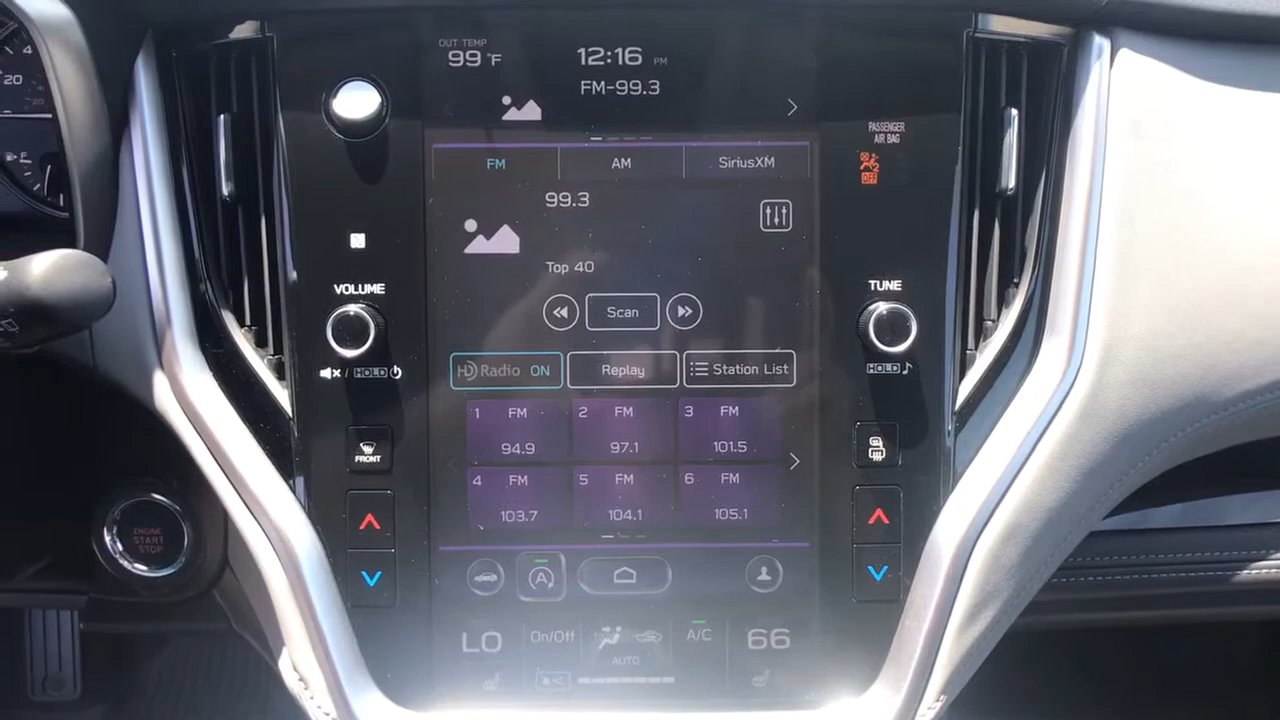 OUT TEMP
99 °F
12:16 PM
FM-99.3
4
20
F
PASSENGER
AIR BAG
OFF
FM AM SiriusXM
99.3
Top 40
Scan
VOLUME
TUNE
/ HOLD
HOLD
HD Radio ON Replay Station List
1 FM 2 FM 3 FM
94.9 97.1 101.5
4 FM 5 FM 6 FM
103.7 104.1 105.1
FRONT
ENGINE
START
STOP
A
LO On/Off A/C 66
AUTO